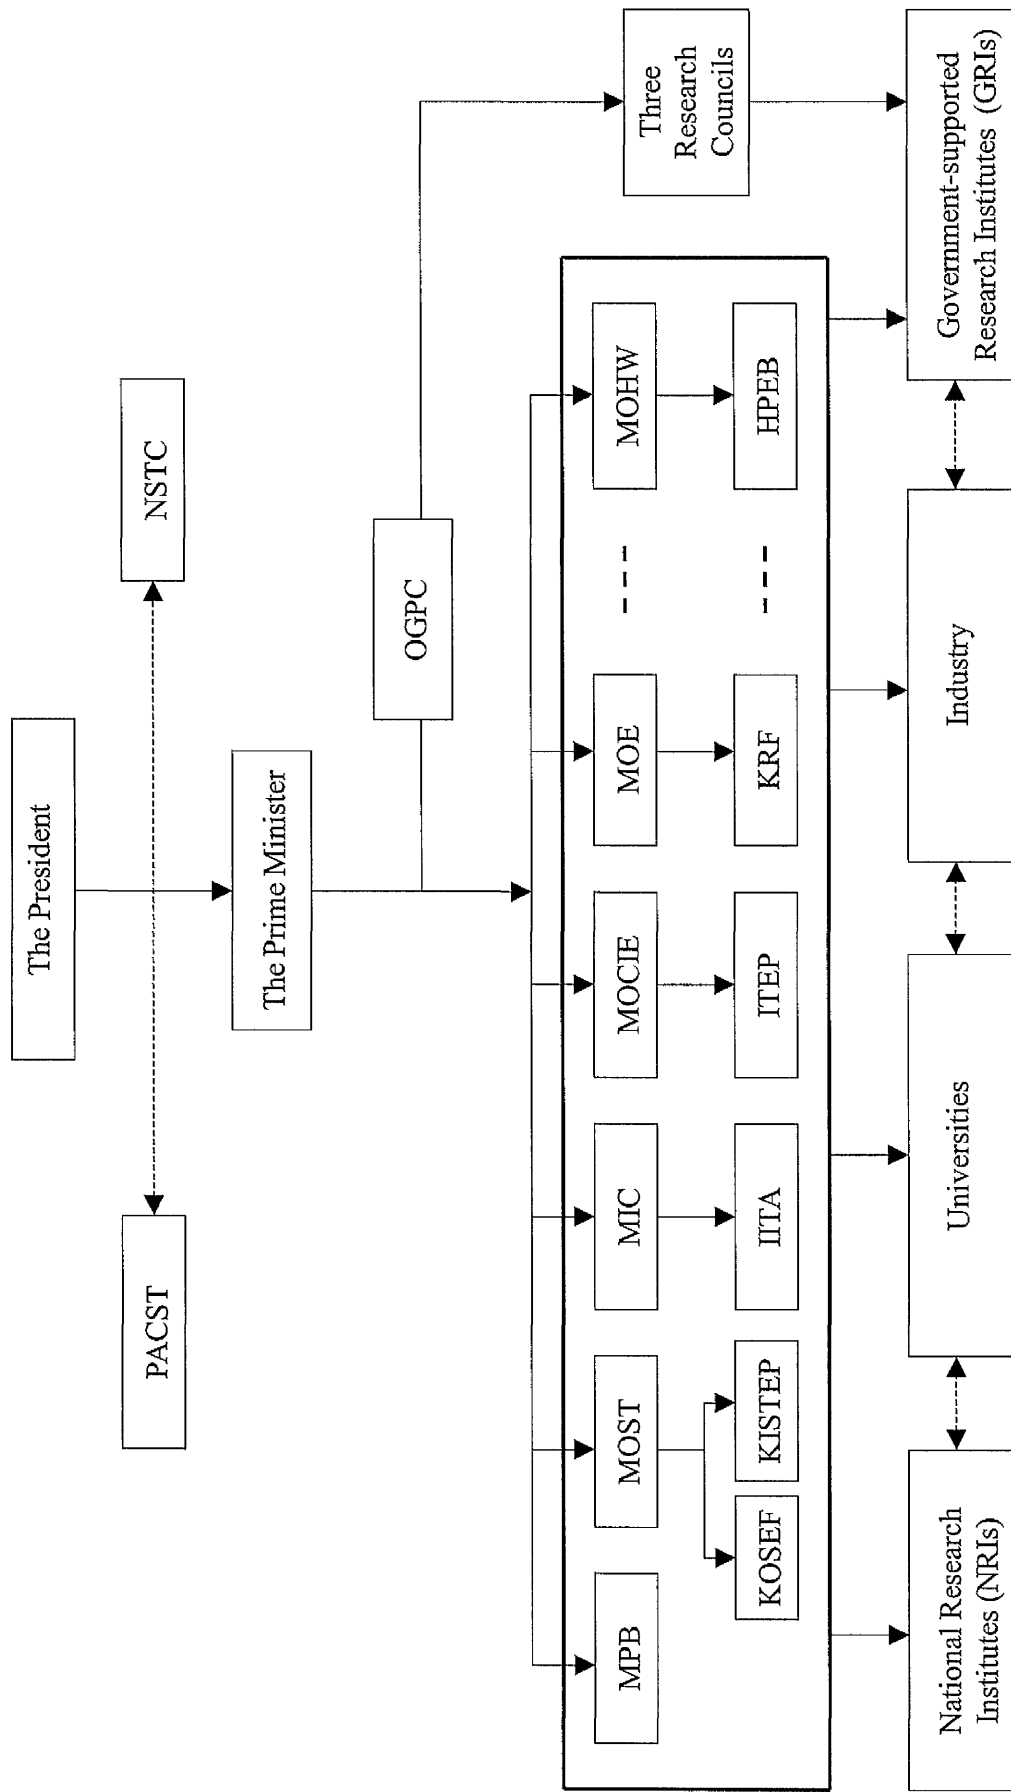 The President
PACST
NSTC
The Prime Minister
OGPC
Three
Research
Councils
MPB
MOST
MIC
MOCIE
MOE
MOHW
KOSEF
KISTEP
IITA
ITEP
KRF
HPEB
National Research
Institutes (NRIs)
Universities
Industry
Government-supported
Research Institutes (GRIs)